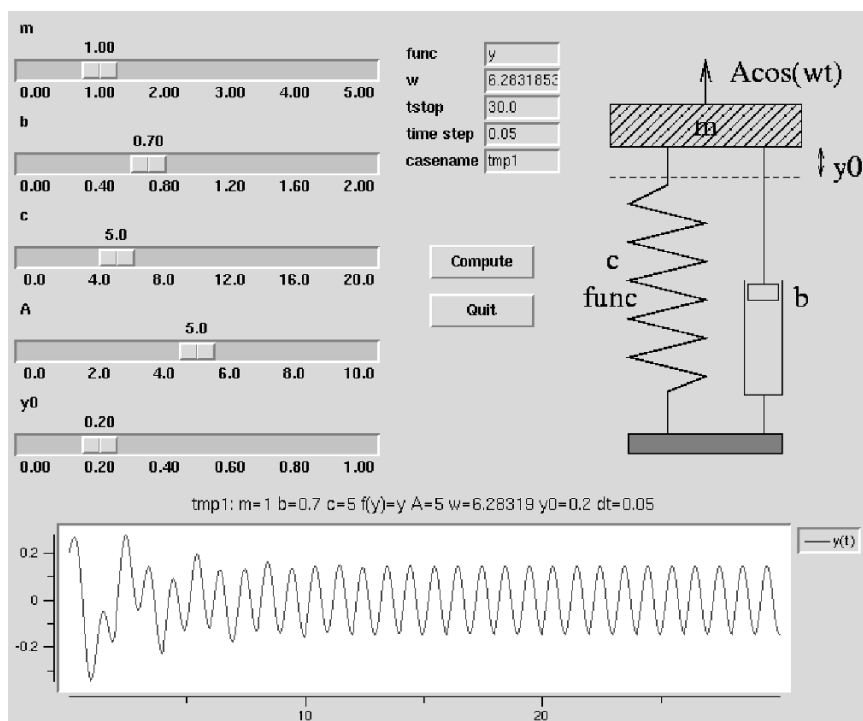 m
1.00
0.00 1.00 2.00 3.00 4.00 5.00
b
0.70
0.00 0.40 0.80 1.20 1.60 2.00
c
5.0
0.0 4.0 8.0 12.0 16.0 20.0
A
5.0
0.0 2.0 4.0 6.0 8.0 10.0
y0
0.20
0.00 0.20 0.40 0.60 0.80 1.00
func y
w 6.2831853
tstop 30.0
time step 0.05
casename tmp1
Compute
Quit
Acos(wt)
m
y0
c
func
b
tmp1: m=1 b=0.7 c=5 f(y)=y A=5 w=6.28319 y0=0.2 dt=0.05
0.2
0
-0.2
10 20
y(t)